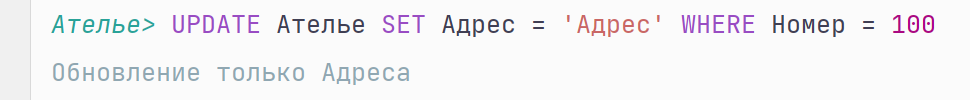 Ателье> UPDATE Ателье SET Адрес = 'Адрес' WHERE Номер = 100
Обновление только Адреса